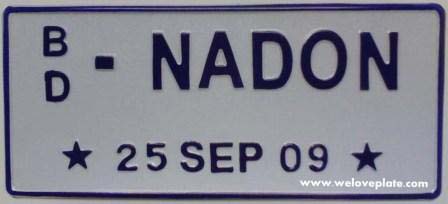 B
D - NADON
★ 25 SEP 09 ★
www.weloveplate.com